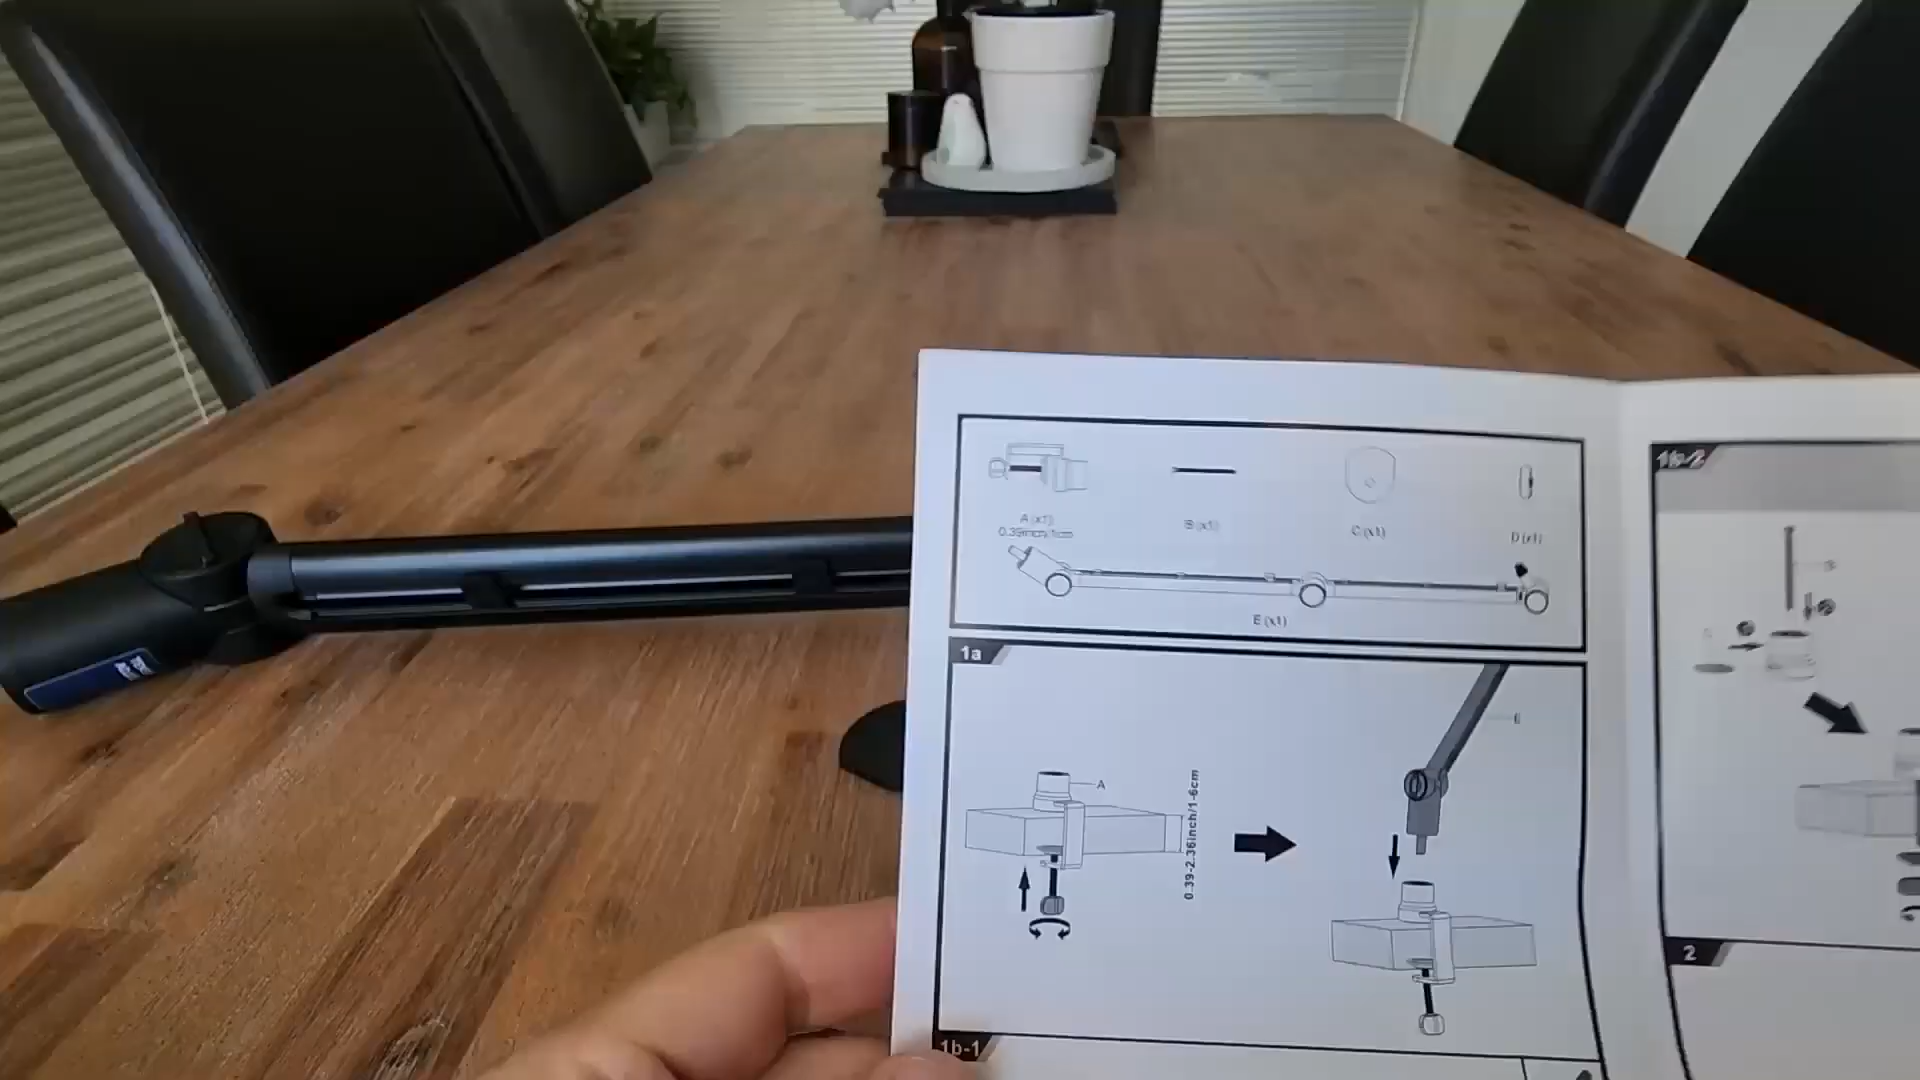 A (x1)
B (x1)
C (x1)
D (x1)
E (x1)
1a
A
0.39-2.36inch/1-6cm
1b-1
1b-2
2